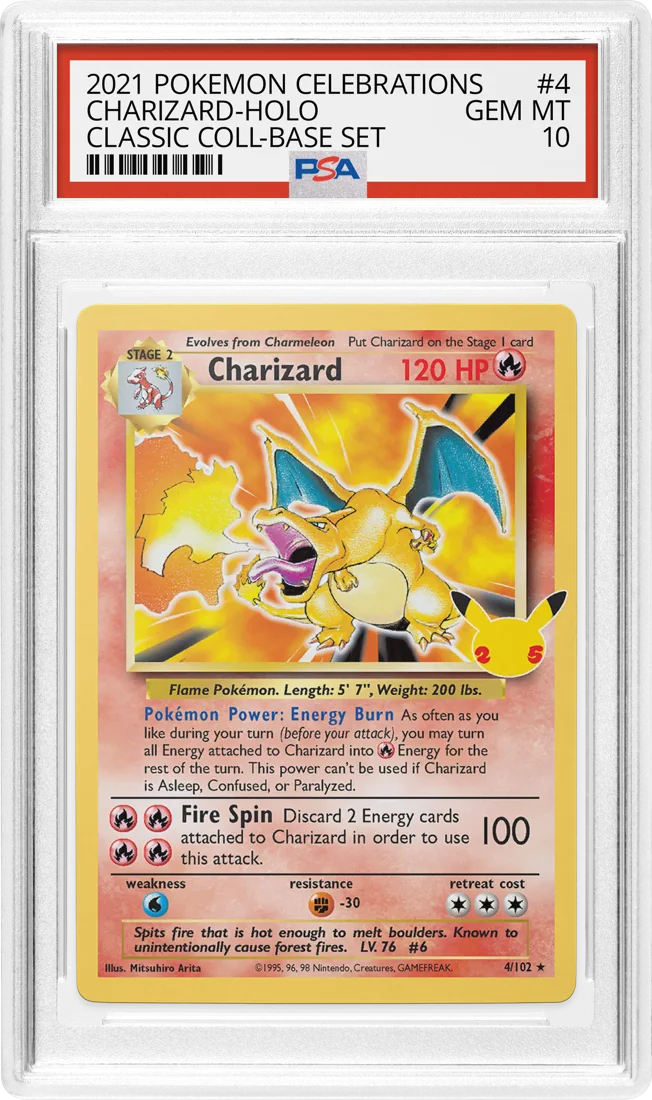 2021 POKEMON CELEBRATIONS #4
CHARIZARD-HOLO GEM MT
CLASSIC COLL-BASE SET 10
PSA
Evolves from Charmeleon Put Charizard on the Stage 1 card
STAGE 2
Charizard 120 HP
2 5
Flame Pokémon. Length: 5' 7", Weight: 200 lbs.
Pokémon Power: Energy Burn As often as you
like during your turn (before your attack), you may turn
all Energy attached to Charizard into Energy for the
rest of the turn. This power can't be used if Charizard
is Asleep, Confused, or Paralyzed.
Fire Spin Discard 2 Energy cards
attached to Charizard in order to use 100
this attack.
weakness resistance retreat cost
-30
Spits fire that is hot enough to melt boulders. Known to
unintentionally cause forest fires. LV. 76 #6
Illus. Mitsuhiro Arita ©1995, 96, 98 Nintendo, Creatures, GAMEFREAK. 4/102 ★